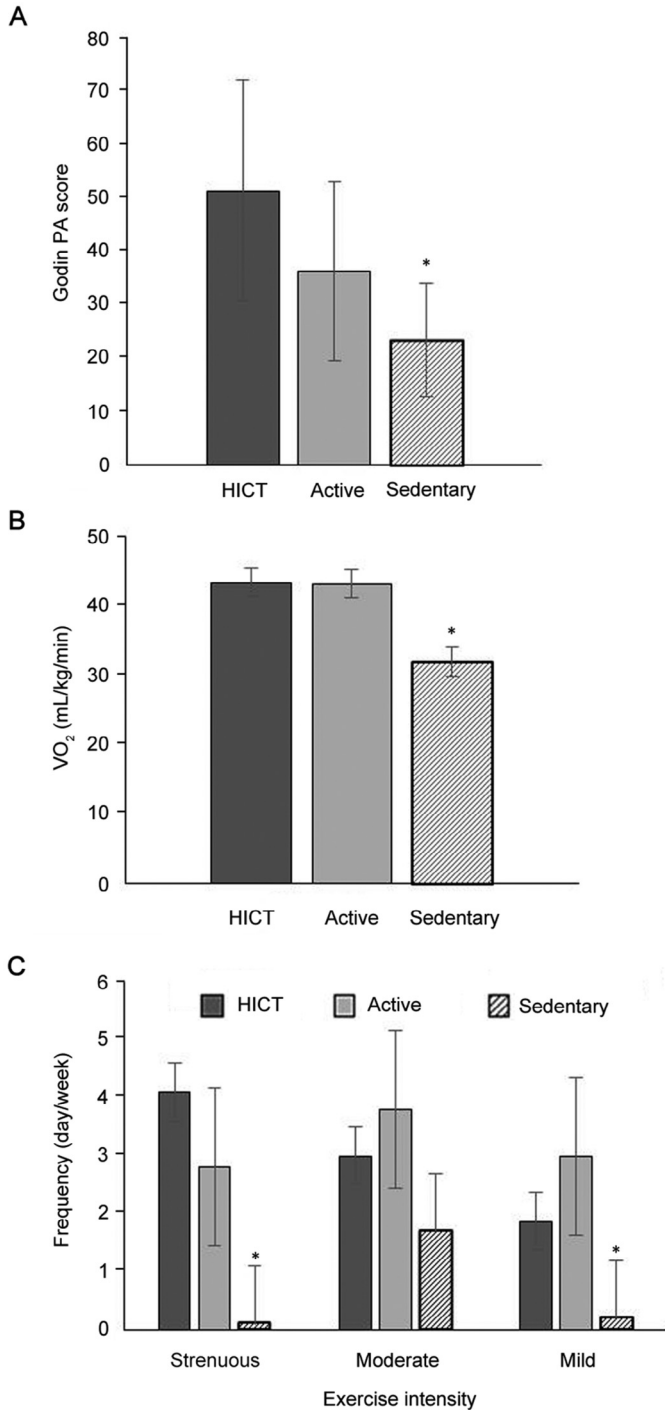 A
80
70
60
50
40
30
20
10
0
Godin PA score
*
HICT Active Sedentary
B
50
40
30
20
10
0
VO₂ (mL/kg/min)
*
HICT Active Sedentary
C
6
5
4
3
2
1
0
Frequency (day/week)
HICT Active Sedentary
*
*
Strenuous Moderate Mild
Exercise intensity